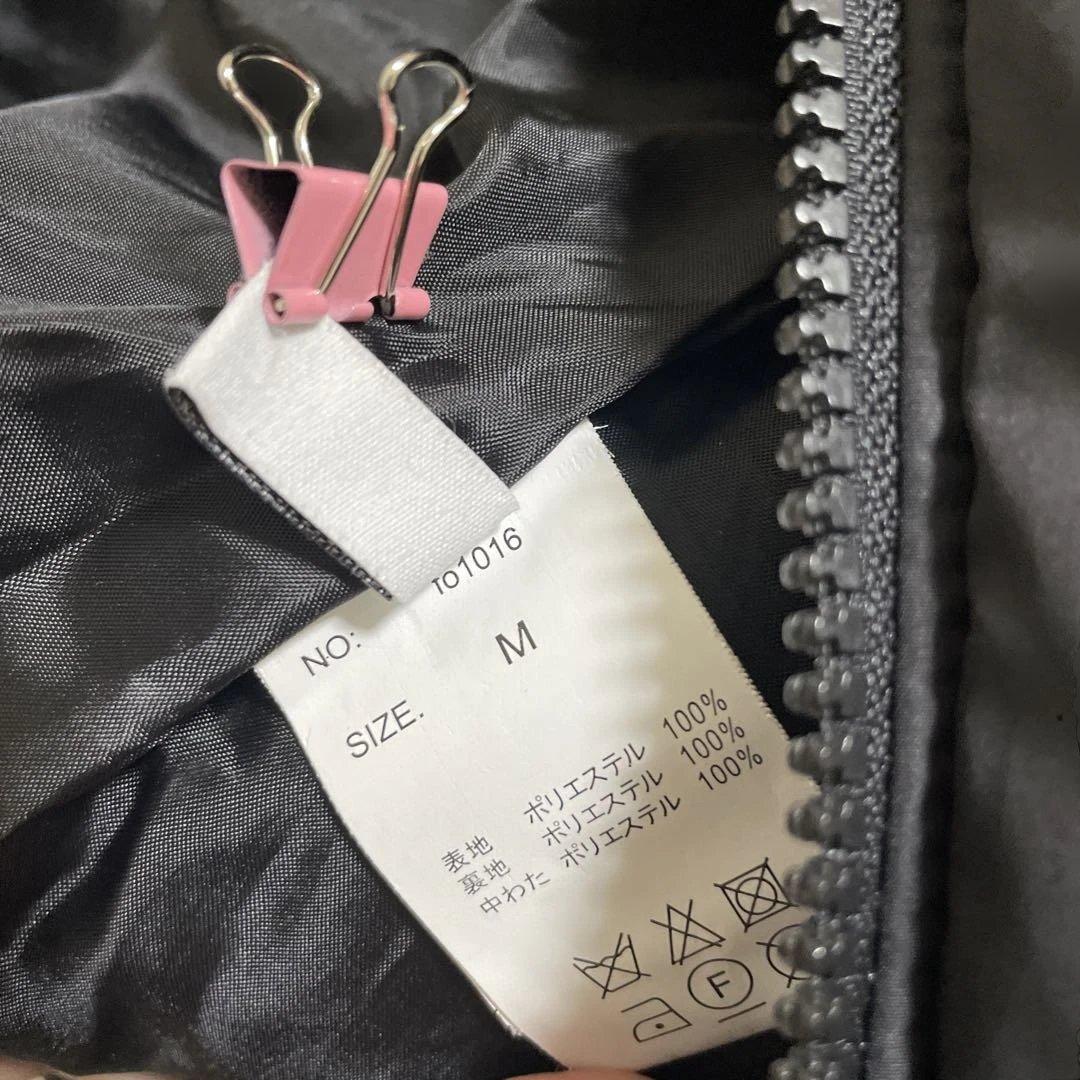 NO: ro1016
SIZE. M
表地 ポリエステル 100%
裏地 ポリエステル 100%
中わた ポリエステル 100%
F